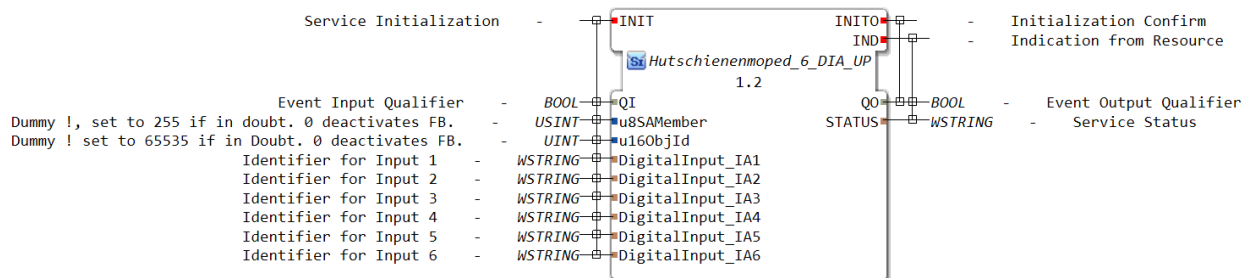 Service Initialization - INIT INITO - Initialization Confirm
IND - Indication from Resource
Si Hutschienenmoped_6_DIA_UP
1.2
Event Input Qualifier - BOOL QI QO BOOL - Event Output Qualifier
Dummy !, set to 255 if in doubt. 0 deactivates FB. - USINT u8SAMember STATUS WSTRING - Service Status
Dummy ! set to 65535 if in Doubt. 0 deactivates FB. - UINT u16ObjId
Identifier for Input 1 - WSTRING DigitalInput_IA1
Identifier for Input 2 - WSTRING DigitalInput_IA2
Identifier for Input 3 - WSTRING DigitalInput_IA3
Identifier for Input 4 - WSTRING DigitalInput_IA4
Identifier for Input 5 - WSTRING DigitalInput_IA5
Identifier for Input 6 - WSTRING DigitalInput_IA6